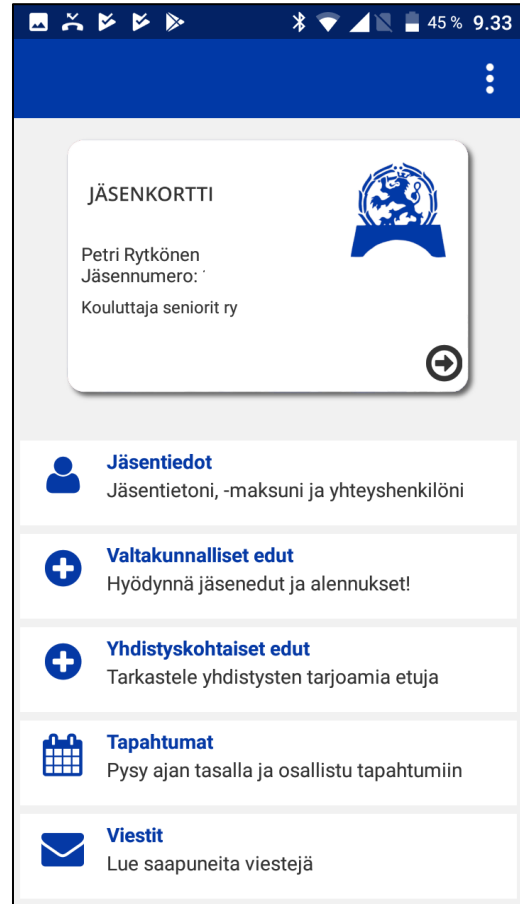 45 % 9.33
JÄSENKORTTI
Petri Rytkönen
Jäsennumero:
Kouluttaja seniorit ry
Jäsentiedot
Jäsentietoni, -maksuni ja yhteyshenkilöni
Valtakunnalliset edut
Hyödynnä jäsenedut ja alennukset!
Yhdistyskohtaiset edut
Tarkastele yhdistysten tarjoamia etuja
Tapahtumat
Pysy ajan tasalla ja osallistu tapahtumiin
Viestit
Lue saapuneita viestejä